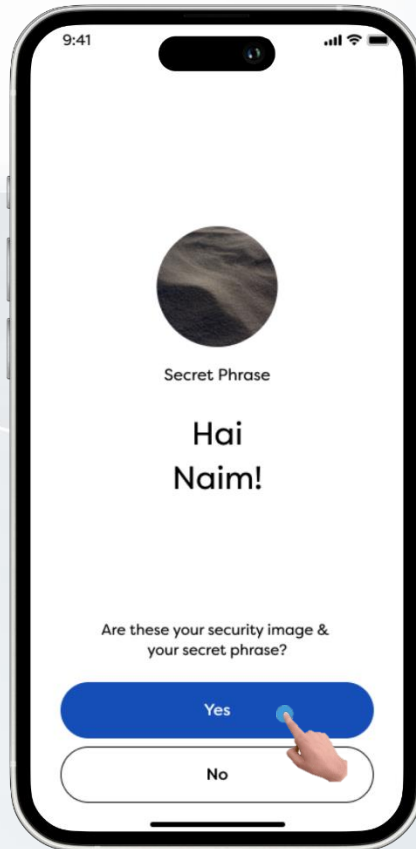 9:41
Secret Phrase
Hai
Naim!
Are these your security image &
your secret phrase?
Yes
No